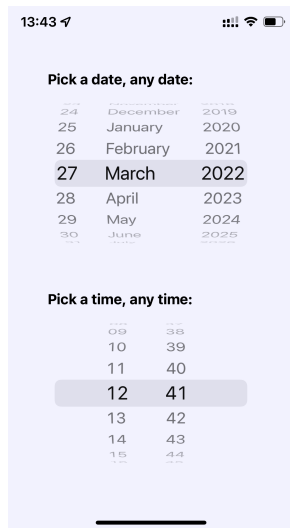 13:43
Pick a date, any date:
24 December 2019
25 January 2020
26 February 2021
27 March 2022
28 April 2023
29 May 2024
30 June 2025
Pick a time, any time:
09 38
10 39
11 40
12 41
13 42
14 43
15 44